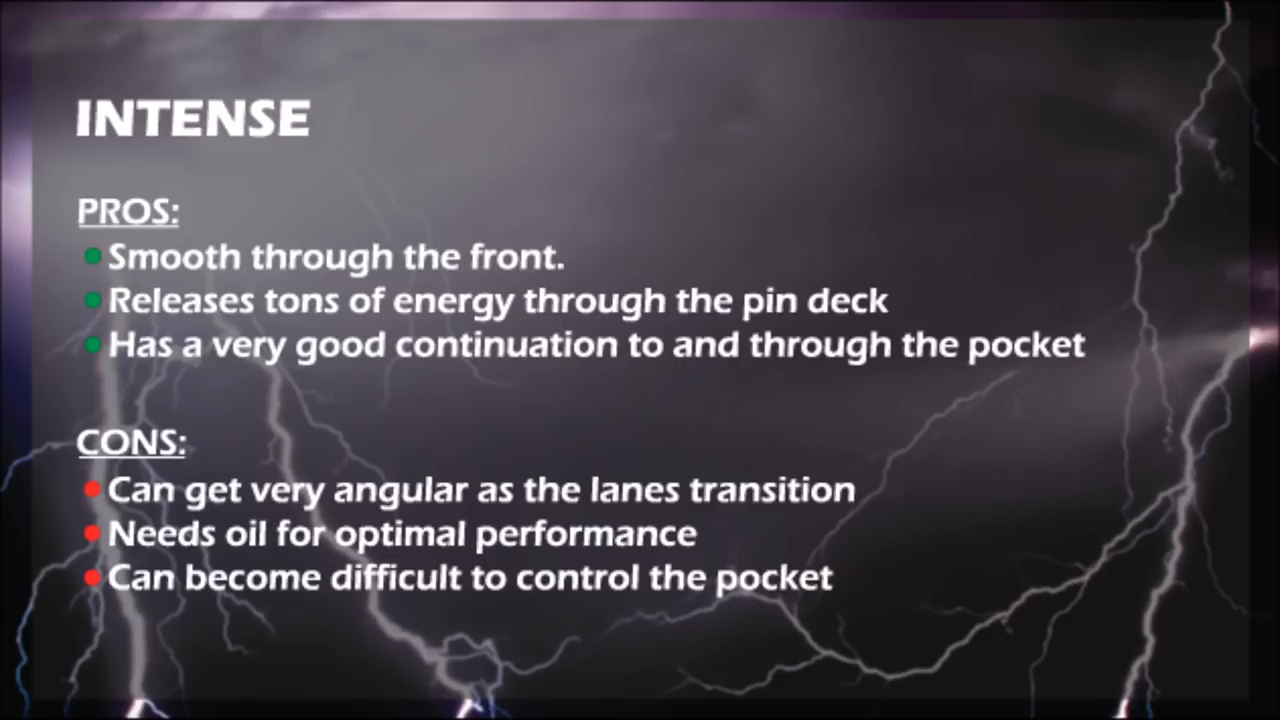 INTENSE
PROS:
Smooth through the front.
Releases tons of energy through the pin deck
Has a very good continuation to and through the pocket
CONS:
Can get very angular as the lanes transition
Needs oil for optimal performance
Can become difficult to control the pocket